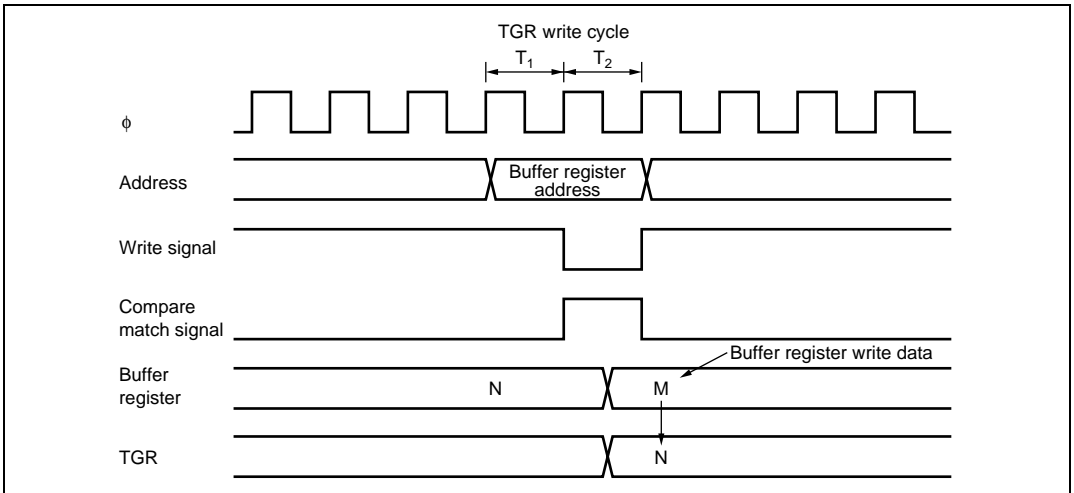 TGR write cycle
T1 T2
ϕ
Address
Buffer register
address
Write signal
Compare
match signal
Buffer register write data
Buffer
register
N M
TGR
N